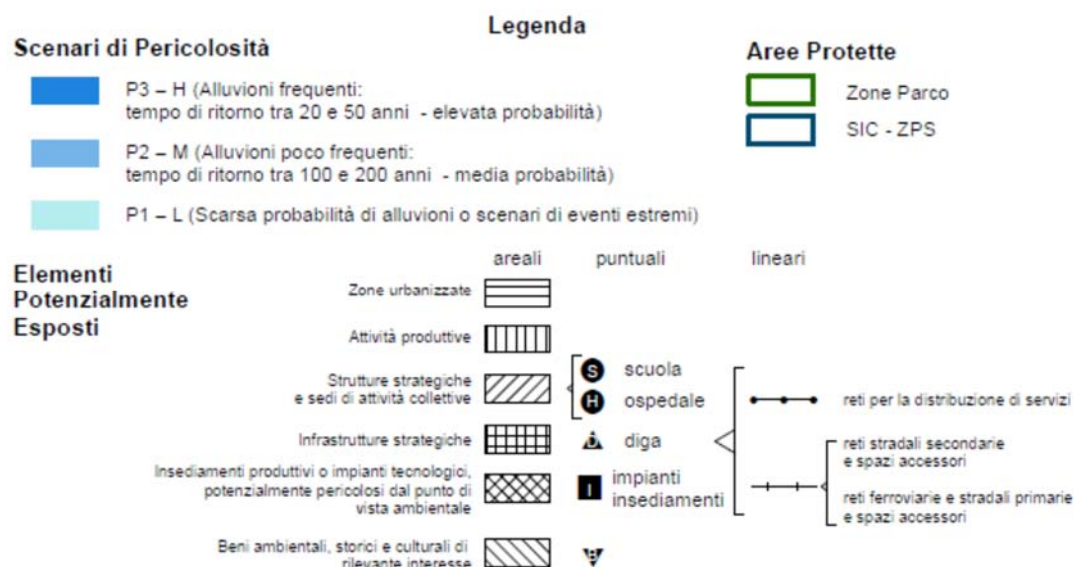 Legenda
Scenari di Pericolosità
P3 – H (Alluvioni frequenti:
tempo di ritorno tra 20 e 50 anni - elevata probabilità)
P2 – M (Alluvioni poco frequenti:
tempo di ritorno tra 100 e 200 anni - media probabilità)
P1 – L (Scarsa probabilità di alluvioni o scenari di eventi estremi)
Aree Protette
Zone Parco
SIC - ZPS
Elementi
Potenzialmente
Esposti
areali
puntuali
lineari
Zone urbanizzate
Attività produttive
Strutture strategiche
e sedi di attività collettive
S scuola
H ospedale
Infrastrutture strategiche
D diga
Insediamenti produttivi o impianti tecnologici,
potenzialmente pericolosi dal punto di
vista ambientale
I impianti
insediamenti
Beni ambientali, storici e culturali di
rilevante interesse
reti per la distribuzione di servizi
reti stradali secondarie
e spazi accessori
reti ferroviarie e stradali primarie
e spazi accessori